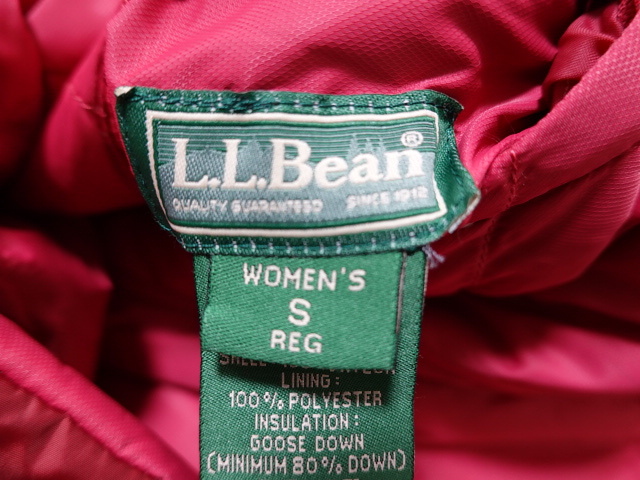 L.L.Bean®
QUALITY GUARANTEED SINCE 1912
WOMEN'S
S
REG
LINING:
100% POLYESTER
INSULATION:
GOOSE DOWN
(MINIMUM 80% DOWN)